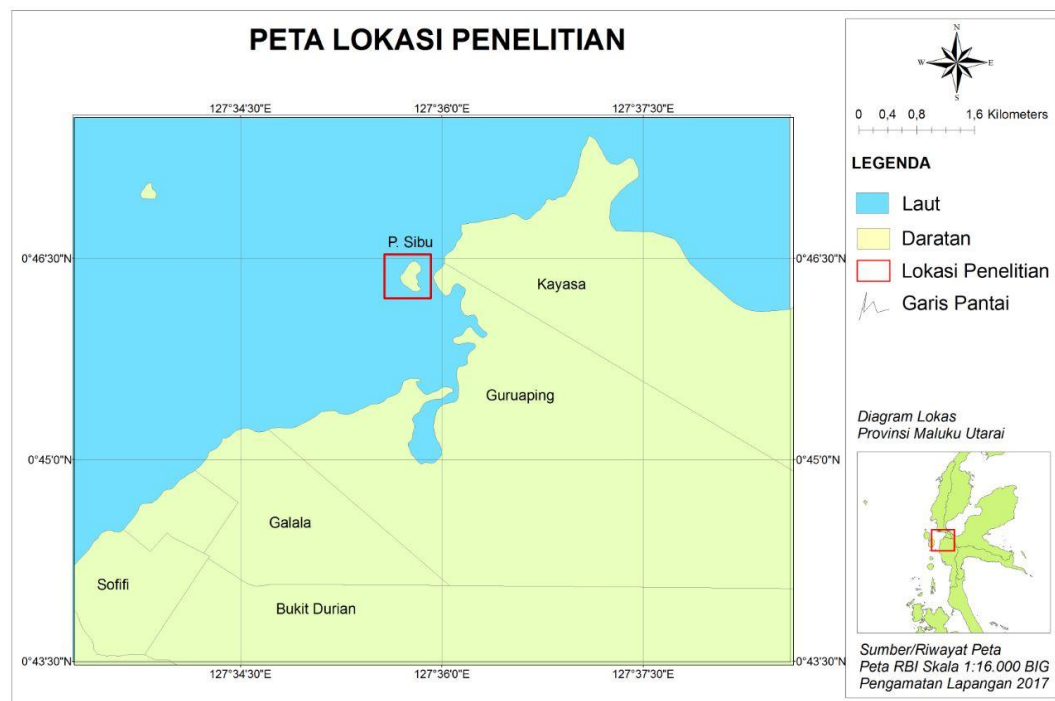 PETA LOKASI PENELITIAN
127°34'30"E 127°36'0"E 127°37'30"E
P. Sibu
0°46'30"N 0°46'30"N
Kayasa
Guruaping
0°45'0"N 0°45'0"N
Galala
Sofifi
Bukit Durian
0°43'30"N 0°43'30"N
127°34'30"E 127°36'0"E 127°37'30"E
N
W E
S
0 0,4 0,8 1,6 Kilometers
LEGENDA
Laut
Daratan
Lokasi Penelitian
Garis Pantai
Diagram Lokas
Provinsi Maluku Utarai
Sumber/Riwayat Peta
Peta RBI Skala 1:16.000 BIG
Pengamatan Lapangan 2017